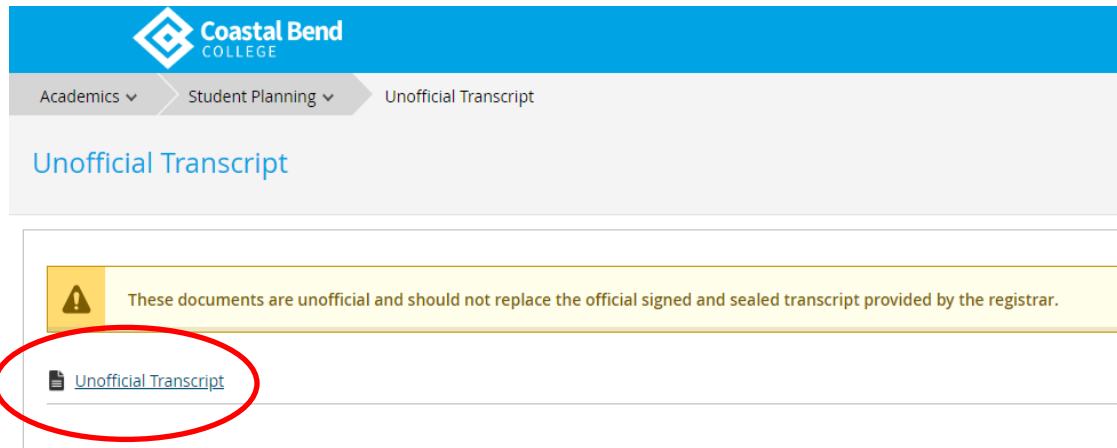 Coastal Bend
COLLEGE
Academics Student Planning Unofficial Transcript
Unofficial Transcript
These documents are unofficial and should not replace the official signed and sealed transcript provided by the registrar.
Unofficial Transcript